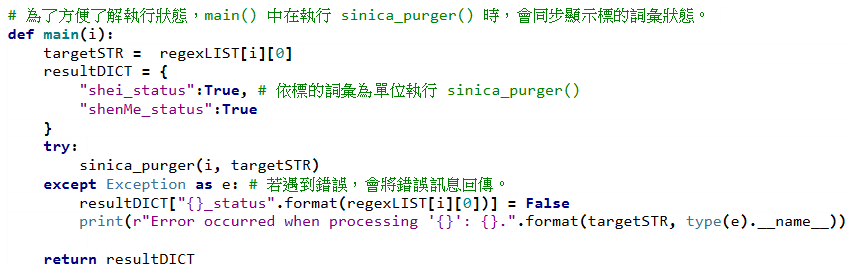 # 為了方便了解執行狀態，main() 中在執行 sinica_purger() 時，會同步顯示標的詞彙狀態。
def main(i):
    targetSTR =  regexLIST[i][0]
    resultDICT = {
        "shei_status":True, # 依標的詞彙為單位執行 sinica_purger()
        "shenMe_status":True
    }
    try:
        sinica_purger(i, targetSTR)
    except Exception as e: # 若遇到錯誤，會將錯誤訊息回傳。
        resultDICT["{}_status".format(regexLIST[i][0])] = False
        print(r"Error occurred when processing '{}': {}.".format(targetSTR, type(e).__name__))
    return resultDICT